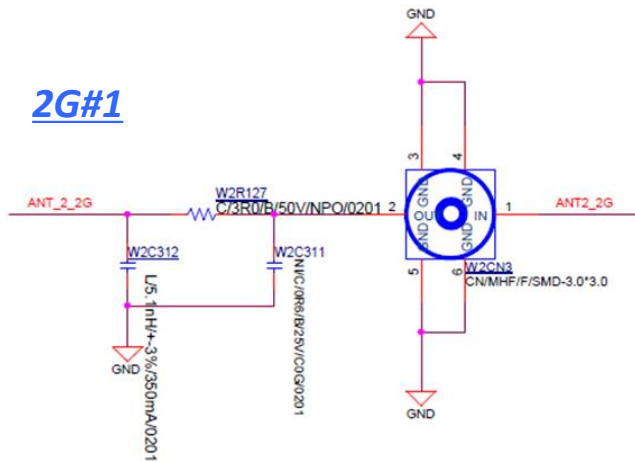 GND
2G#1
3
4
GND
GND
W2R127
ANT_2_2G
C/3R0/B/50V/NPO/0201
2
OUT
IN
1
ANT2_2G
GND
GND
W2C312
W2C311
5
6
W2CN3
CN/MHF/F/SMD-3.0*3.0
L/5.1nH/+-3%/350mA/0201
NI/C/0R6/B/25V/C0G/0201
GND
GND